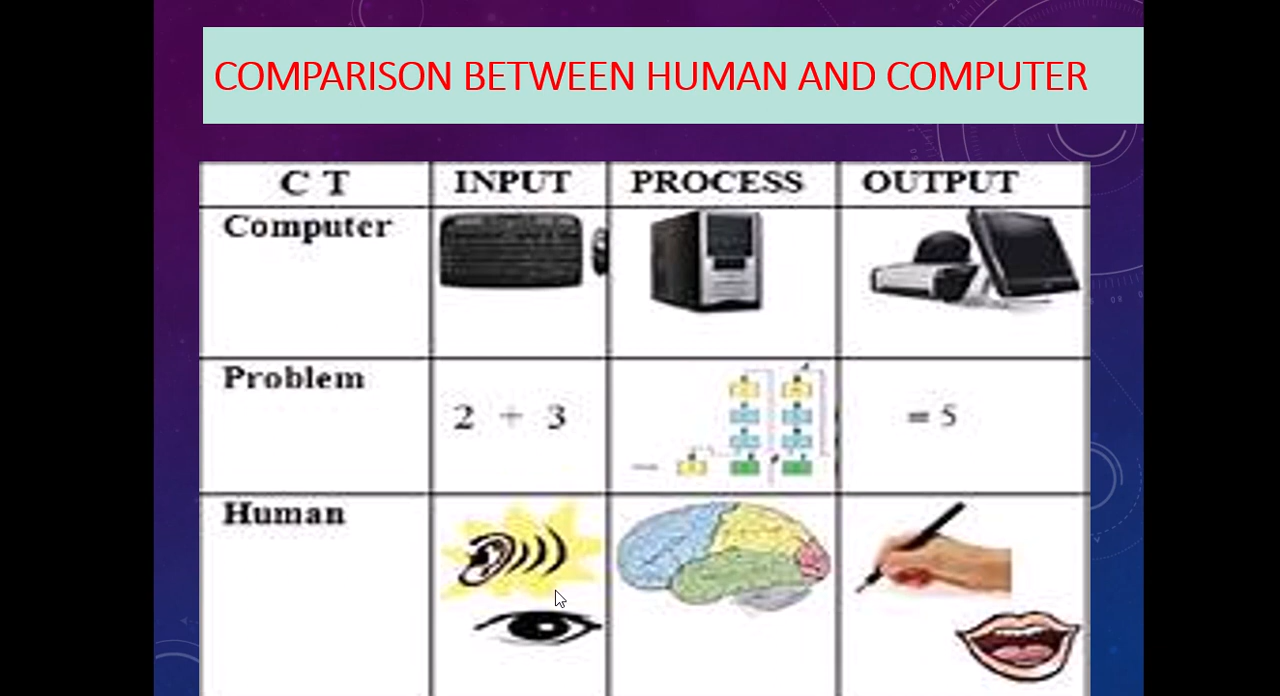 COMPARISON BETWEEN HUMAN AND COMPUTER
C T INPUT PROCESS OUTPUT
Computer
Problem
2 + 3
= 5
Human